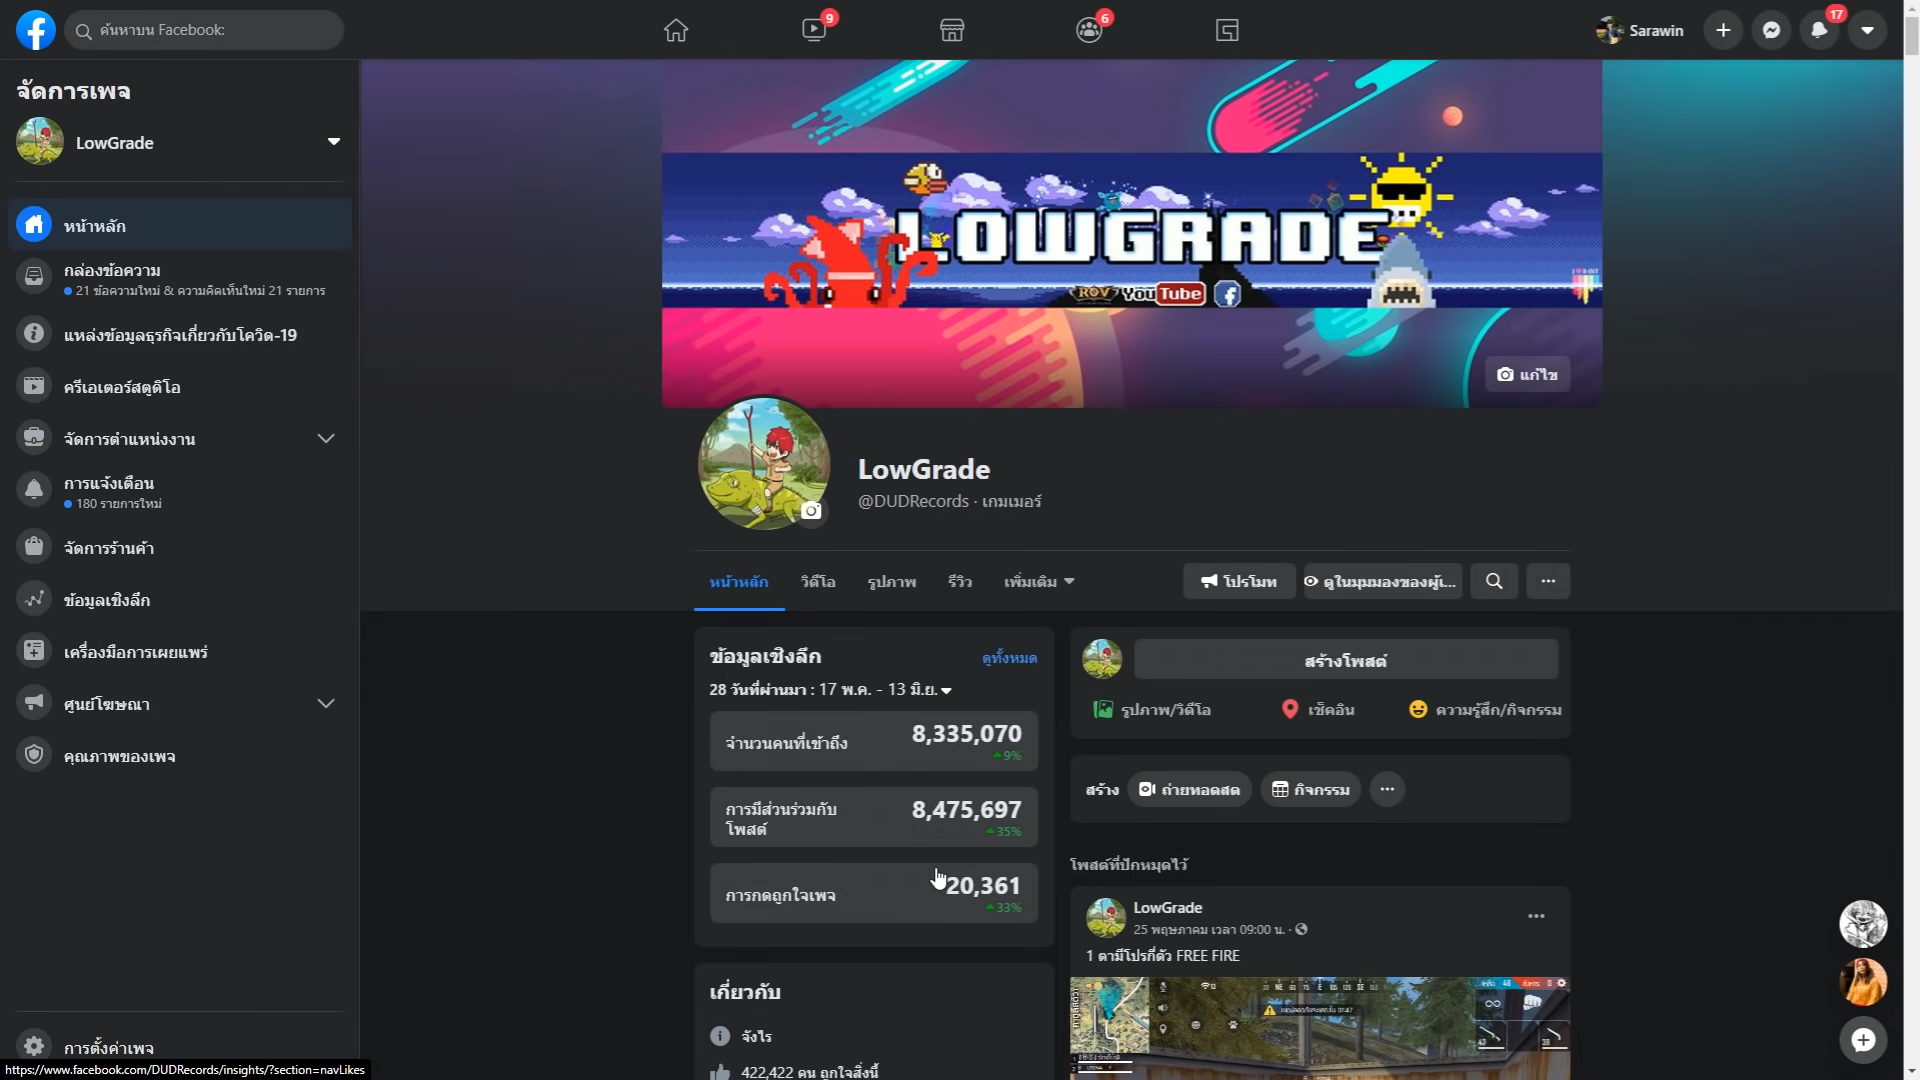 ค้นหาบน Facebook:
9
6
Sarawin
17
จัดการเพจ
LowGrade
หน้าหลัก
กล่องข้อความ
21 ข้อความใหม่ & ความคิดเห็นใหม่ 21 รายการ
แหล่งข้อมูลธุรกิจเกี่ยวกับโควิด-19
ครีเอเตอร์สตูดิโอ
จัดการตำแหน่งงาน
การแจ้งเตือน
180 รายการใหม่
จัดการร้านค้า
ข้อมูลเชิงลึก
เครื่องมือการเผยแพร่
ศูนย์โฆษณา
คุณภาพของเพจ
การตั้งค่าเพจ
https://www.facebook.com/DUDRecords/insights/?section=navLikes
LOWGRADE
ROV YouTube
แก้ไข
LowGrade
@DUDRecords · เกมเมอร์
หน้าหลัก วิดีโอ รูปภาพ รีวิว เพิ่มเติม
โปรโมท
ดูในมุมมองของผู้เ...
ข้อมูลเชิงลึก ดูทั้งหมด
28 วันที่ผ่านมา : 17 พ.ค. - 13 มิ.ย.
จำนวนคนที่เข้าถึง 8,335,070
9%
การมีส่วนร่วมกับโพสต์ 8,475,697
35%
การกดถูกใจเพจ 20,361
33%
เกี่ยวกับ
จังไร
422,422 คน ถูกใจสิ่งนี้
สร้างโพสต์
รูปภาพ/วิดีโอ เช็คอิน ความรู้สึก/กิจกรรม
สร้าง ถ่ายทอดสด กิจกรรม
โพสต์ที่ปักหมุดไว้
LowGrade
25 พฤษภาคม เวลา 09:00 น. ·
1 ตามีโปรกี่ตัว FREE FIRE